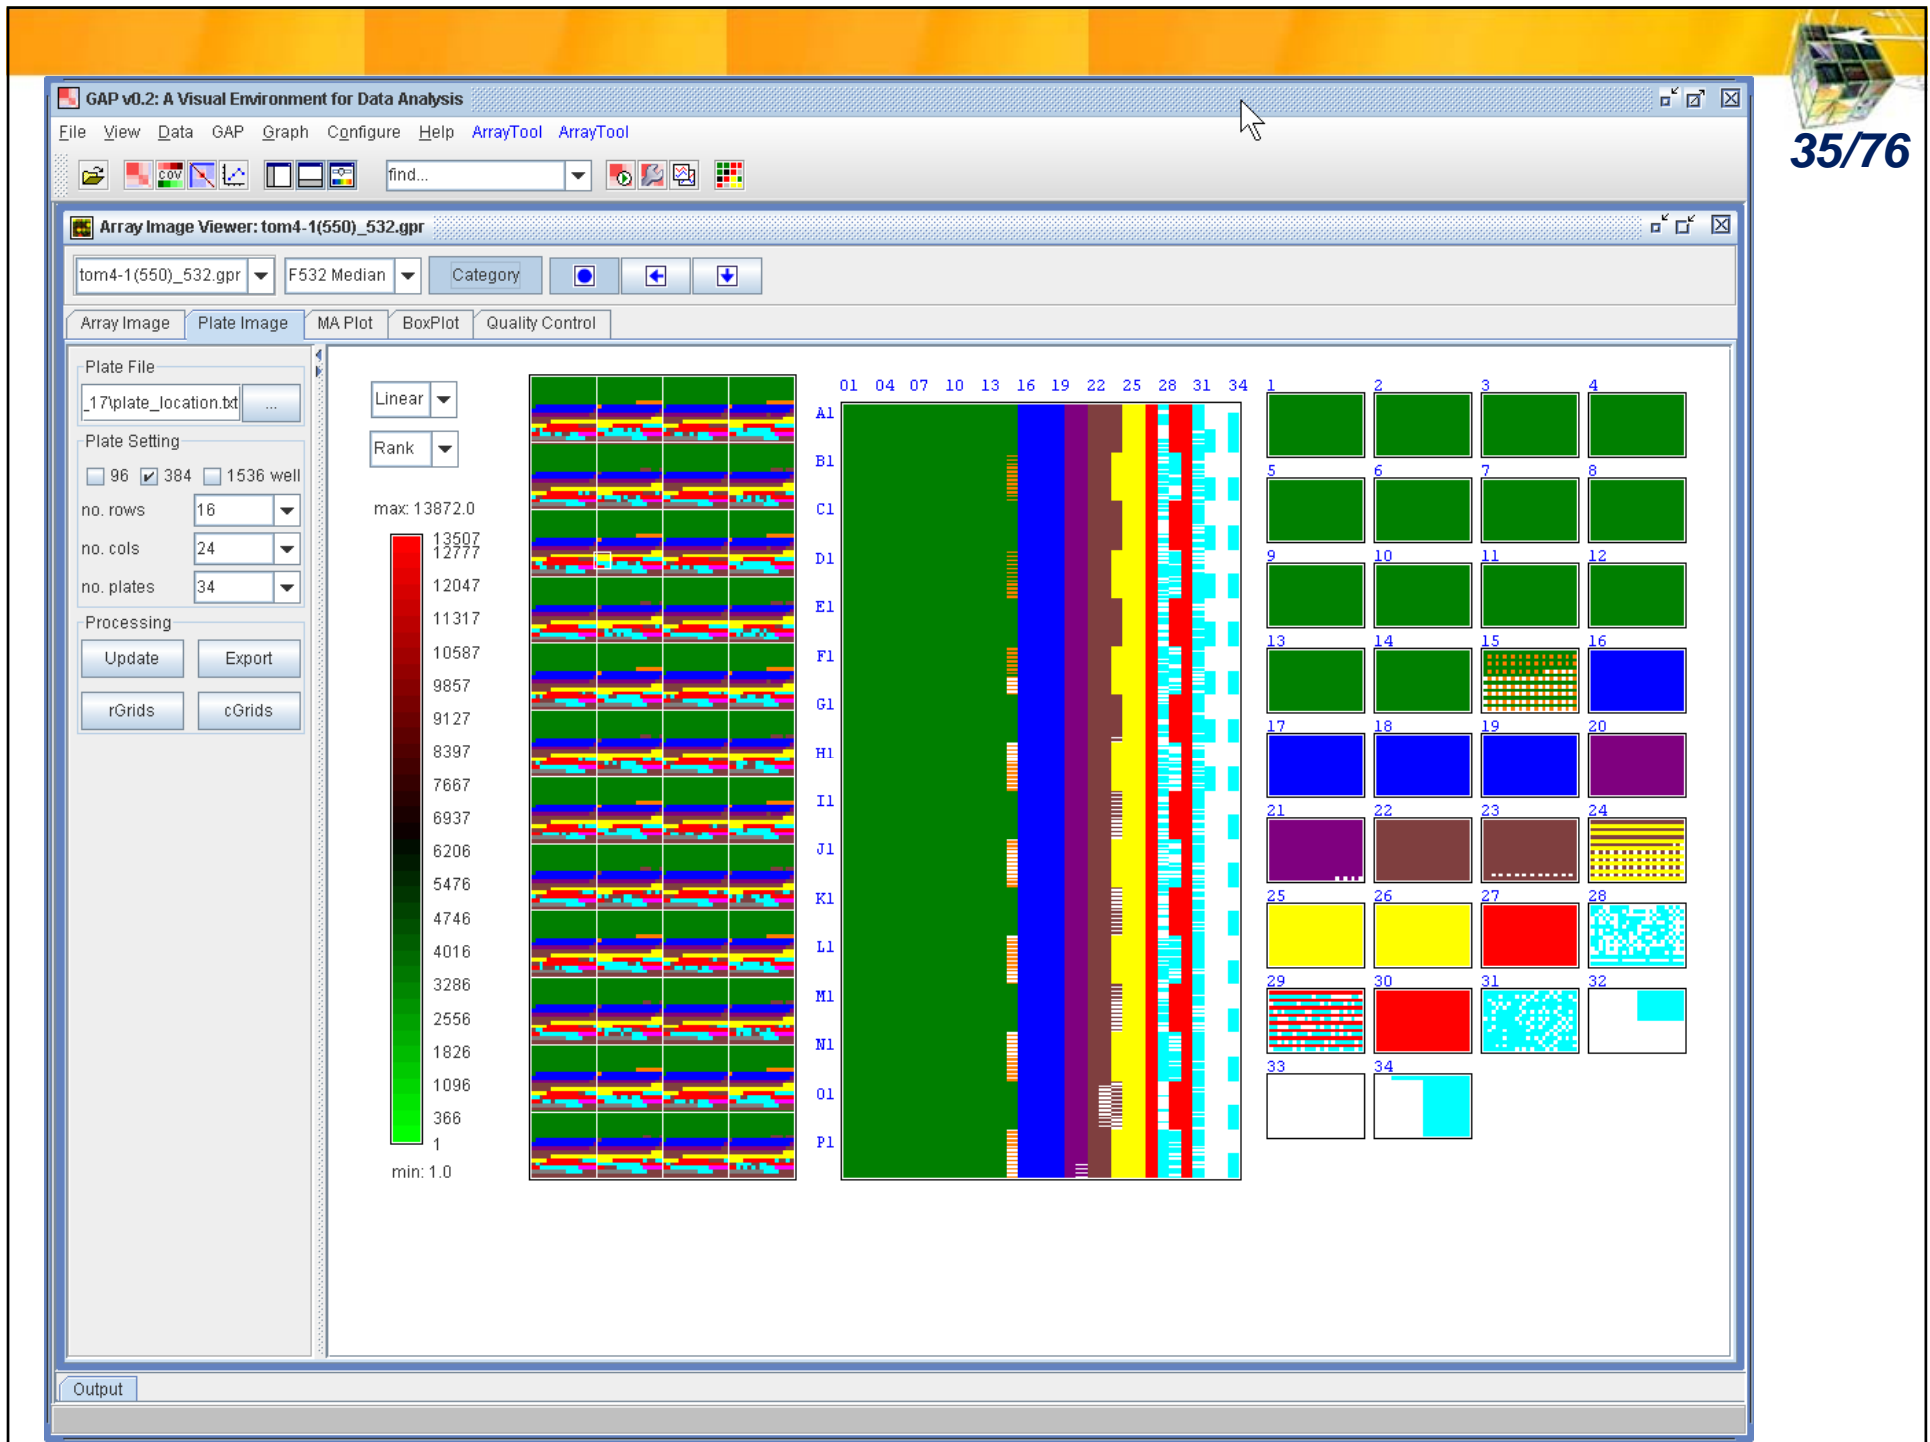 35/76
GAP v0.2: A Visual Environment for Data Analysis
File View Data GAP Graph Configure Help ArrayTool ArrayTool
cov
find...
Array Image Viewer: tom4-1(550)_532.gpr
tom4-1(550)_532.gpr F532 Median Category
Array Image Plate Image MA Plot BoxPlot Quality Control
Plate File
_17\plate_location.txt ...
Plate Setting
96 384 1536 well
no. rows 16
no. cols 24
no. plates 34
Processing
Update Export
rGrids cGrids
Linear
Rank
max: 13872.0
13507
12777
12047
11317
10587
9857
9127
8397
7667
6937
6206
5476
4746
4016
3286
2556
1826
1096
366
1
min: 1.0
01 04 07 10 13 16 19 22 25 28 31 34
A1
B1
C1
D1
E1
F1
G1
H1
I1
J1
K1
L1
M1
N1
O1
P1
1 2 3 4
5 6 7 8
9 10 11 12
13 14 15 16
17 18 19 20
21 22 23 24
25 26 27 28
29 30 31 32
33 34
Output